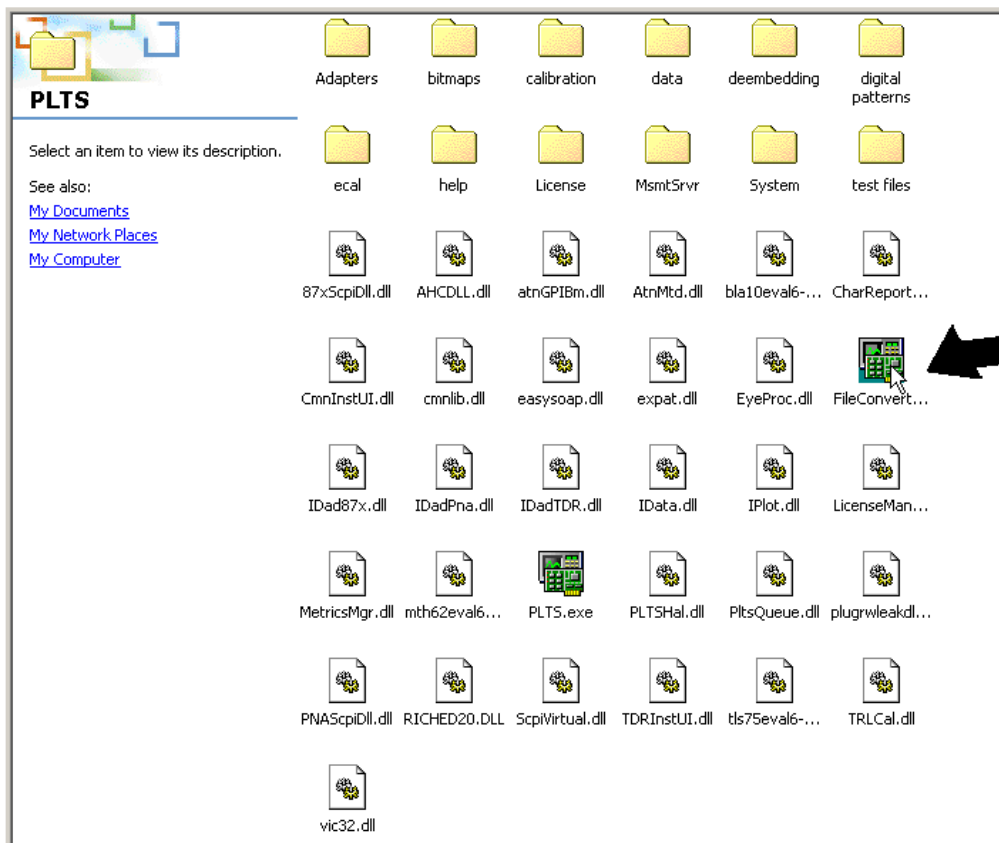 PLTS
Select an item to view its description.
See also:
My Documents
My Network Places
My Computer
Adapters
bitmaps
calibration
data
deembedding
digital
patterns
ecal
help
License
MsmtSrvr
System
test files
87xScpiDll.dll
AHCDLL.dll
atnGPIBm.dll
AtnMtd.dll
bla10eval6-...
CharReport...
CmnInstUI.dll
cmnlib.dll
easysoap.dll
expat.dll
EyeProc.dll
FileConvert...
IDad87x.dll
IDadPna.dll
IDadTDR.dll
IData.dll
IPlot.dll
LicenseMan...
MetricsMgr.dll
mth62eval6...
PLTS.exe
PLTSHal.dll
PltsQueue.dll
plugrwleakdl...
PNAScpiDll.dll
RICHED20.DLL
ScpiVirtual.dll
TDRInstUI.dll
tls75eval6-...
TRLCal.dll
vic32.dll